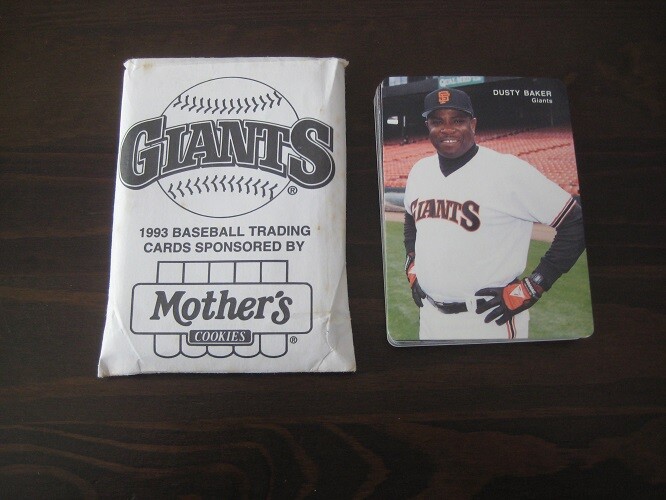 GIANTS
®
1993 BASEBALL TRADING
CARDS SPONSORED BY
Mother's
COOKIES
®
DUSTY BAKER
Giants
SF
GIANTS